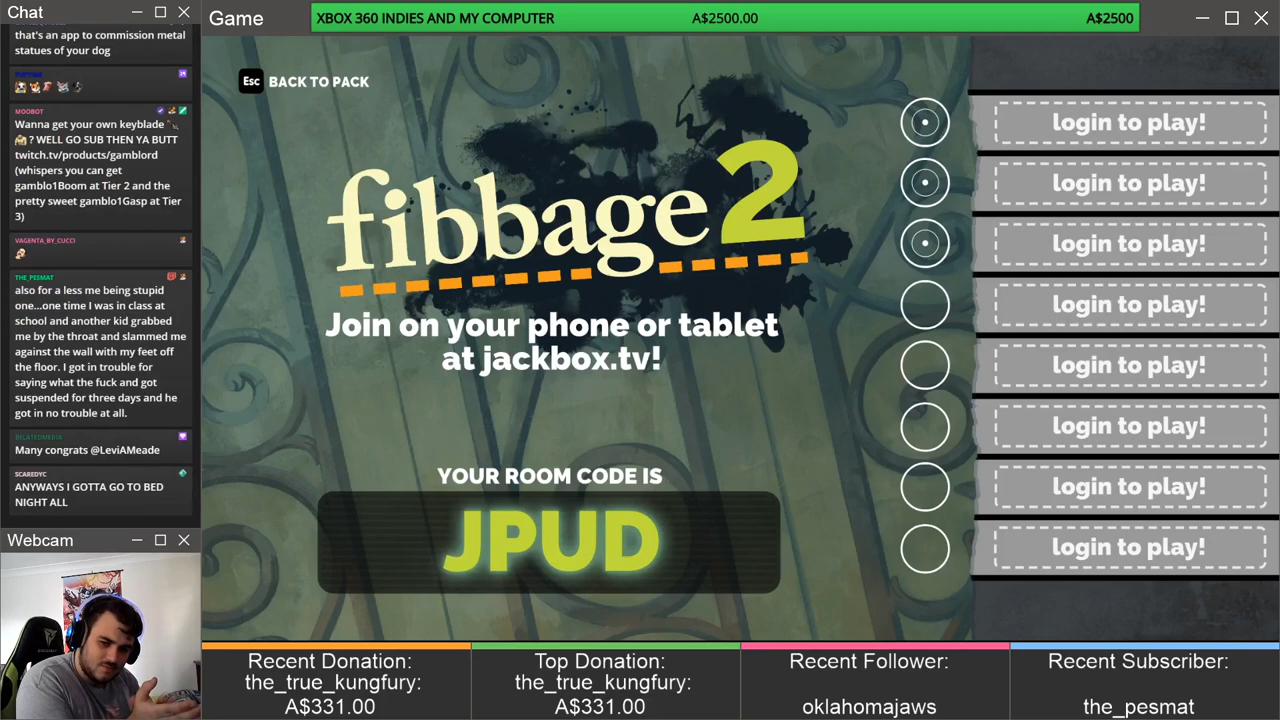 Chat
that's an app to commission metal
statues of your dog
MOOBOT
Wanna get your own keyblade
? WELL GO SUB THEN YA BUTT
twitch.tv/products/gamblord
(whispers you can get
gamblo1Boom at Tier 2 and the
pretty sweet gamblo1Gasp at Tier
3)
VAGENTA_BY_CUCCI
THE_PESMAT
also for a less me being stupid
one...one time I was in class at
school and another kid grabbed
me by the throat and slammed me
against the wall with my feet off
the floor. I got in trouble for
saying what the fuck and got
suspended for three days and he
got in no trouble at all.
BELATEDMEDIA
Many congrats @LeviAMeade
SCAREDYC
ANYWAYS I GOTTA GO TO BED
NIGHT ALL
Webcam
Game
XBOX 360 INDIES AND MY COMPUTER A$2500.00 A$2500
Esc BACK TO PACK
fibbage 2
Join on your phone or tablet
at jackbox.tv!
YOUR ROOM CODE IS
JPUD
login to play!
login to play!
login to play!
login to play!
login to play!
login to play!
login to play!
login to play!
Recent Donation:
the_true_kungfury:
A$331.00
Top Donation:
the_true_kungfury:
A$331.00
Recent Follower:
oklahomajaws
Recent Subscriber:
the_pesmat